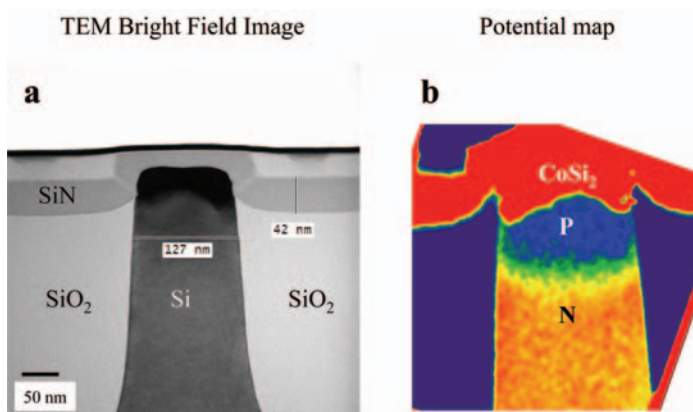 TEM Bright Field Image
Potential map
a
b
SiN
CoSi₂
P
42 nm
127 nm
N
SiO₂
Si
SiO₂
50 nm